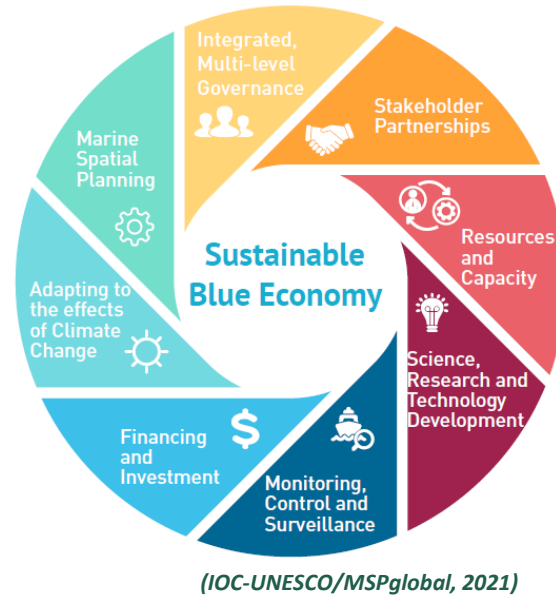 Integrated,
Multi-level
Governance
Stakeholder
Partnerships
Resources
and
Capacity
Science,
Research and
Technology
Development
Monitoring,
Control and
Surveillance
Financing
and
Investment
$
Adapting to
the effects
of Climate
Change
Marine
Spatial
Planning
Sustainable
Blue Economy
(IOC-UNESCO/MSPglobal, 2021)